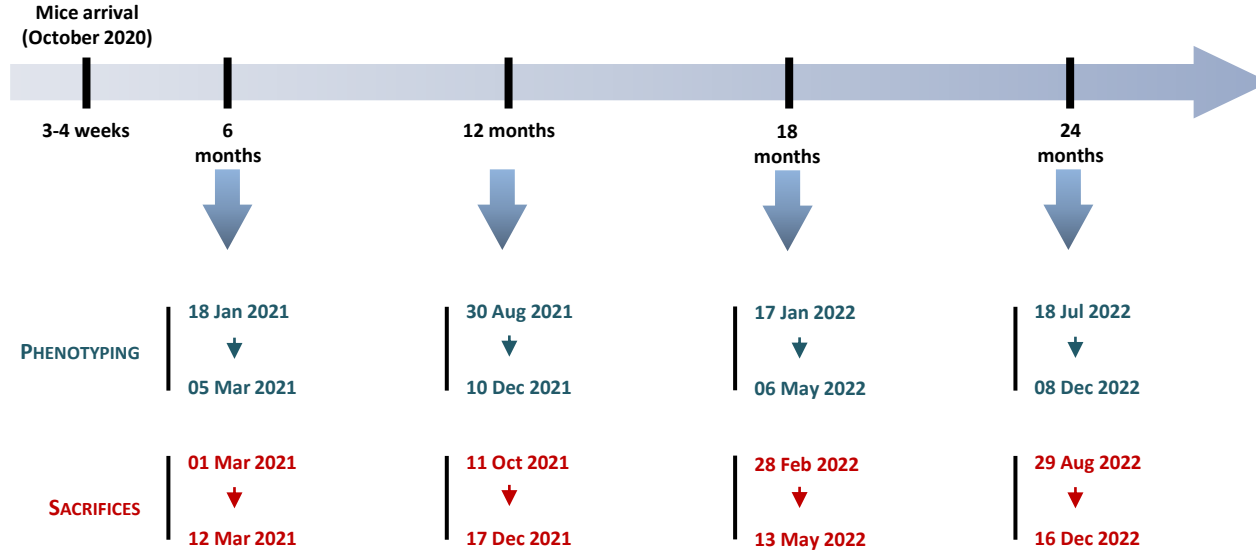 Mice arrival
(October 2020)
3-4 weeks
6
months
12 months
18
months
24
months
PHENOTYPING
18 Jan 2021
05 Mar 2021
30 Aug 2021
10 Dec 2021
17 Jan 2022
06 May 2022
18 Jul 2022
08 Dec 2022
SACRIFICES
01 Mar 2021
12 Mar 2021
11 Oct 2021
17 Dec 2021
28 Feb 2022
13 May 2022
29 Aug 2022
16 Dec 2022